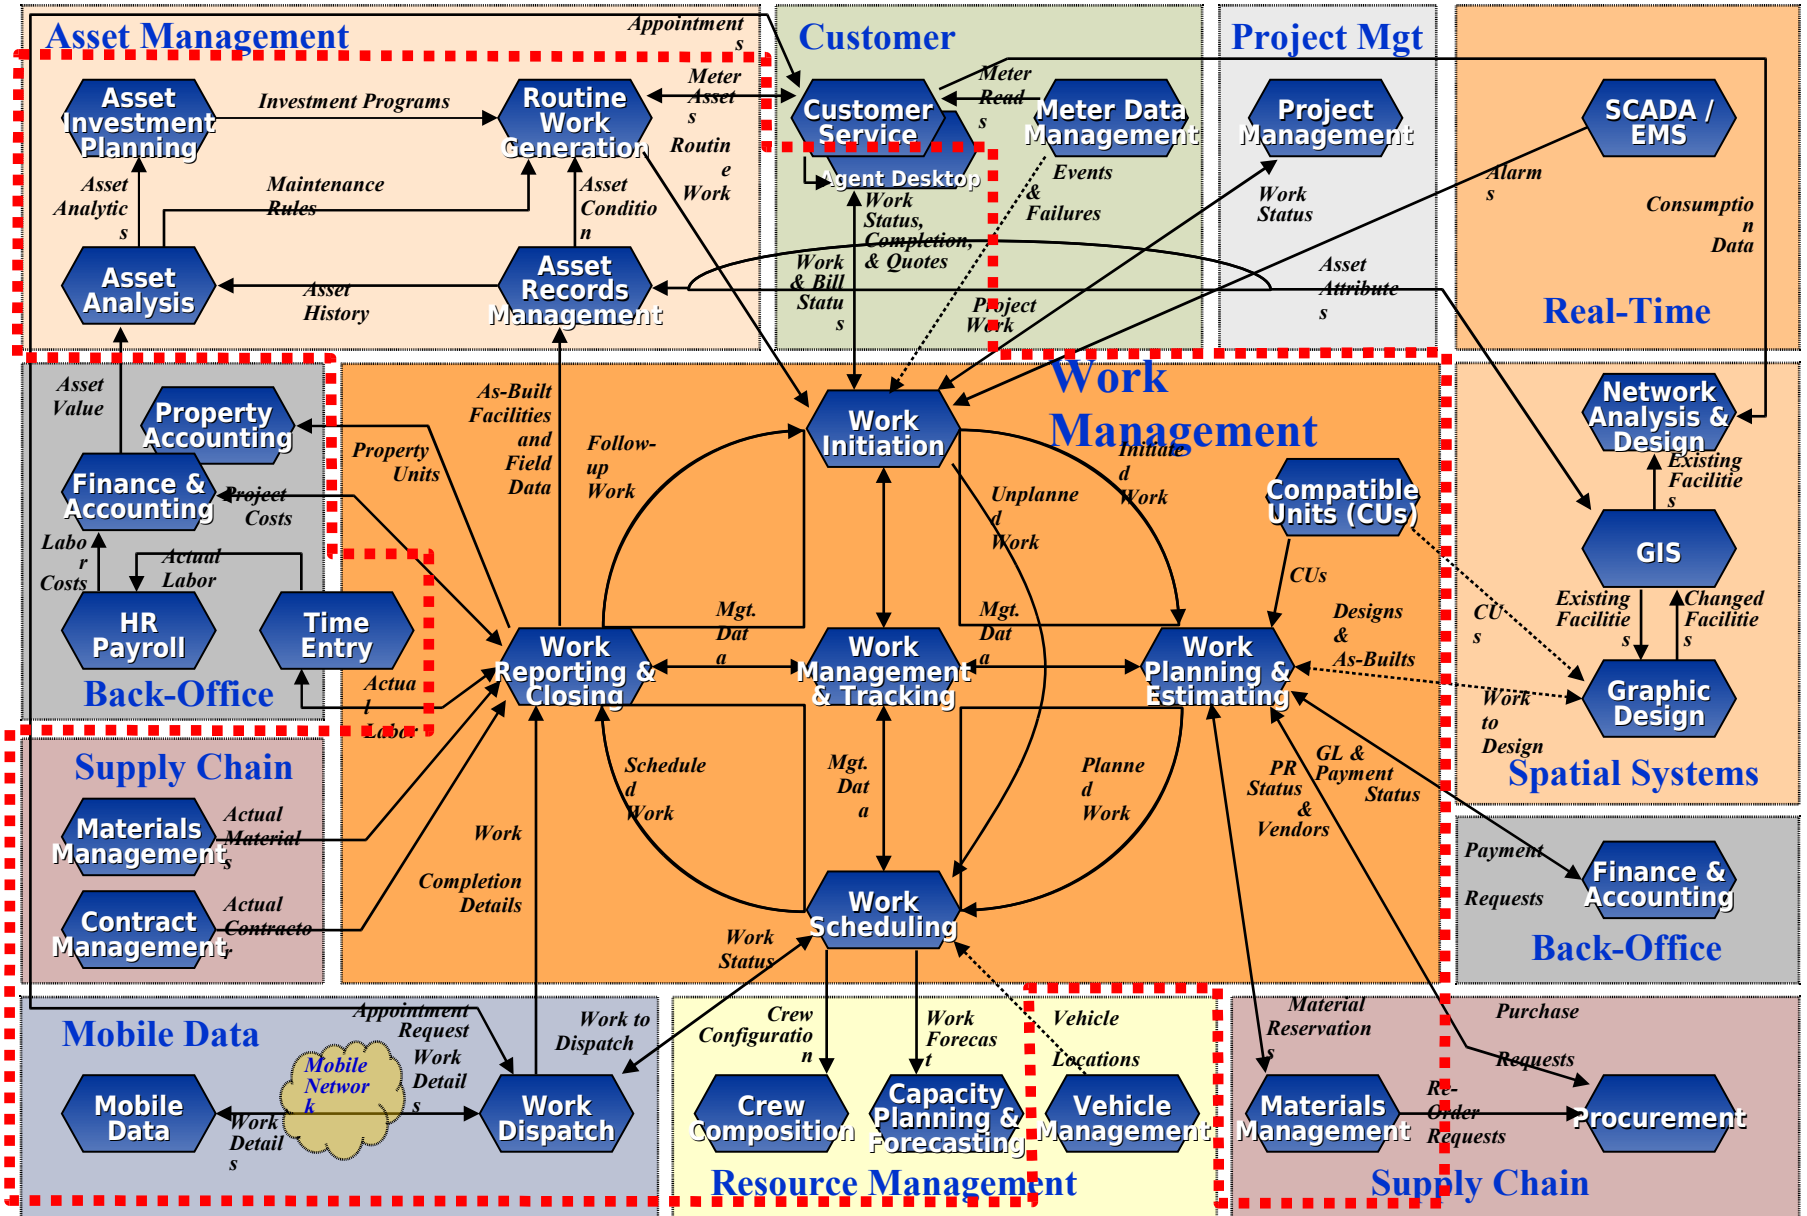 Asset Management
Appointment
s
Customer
Project Mgt
Asset
Investment
Planning
Investment Programs
Routine
Work
Generation
Meter
Asset
s
Customer
Service
Agent Desktop
Meter
Read
s
Meter Data
Management
Project
Management
SCADA /
EMS
Routin
e
Work
Asset
Analytic
s
Maintenance
Rules
Asset
Conditio
n
Work
Status,
Completion,
& Quotes
Events
&
Failures
Work
Status
Alarm
s
Consumptio
n
Data
Asset
Analysis
Asset
History
Asset
Records
Management
Work
& Bill
Statu
s
Project
Work
Asset
Attribute
s
Real-Time
Asset
Value
Property
Accounting
Finance &
Accounting
Property
Units
Project
Costs
As-Built
Facilities
and
Field
Data
Follow-
up
Work
Work
Initiation
Work
Management
Initiate
d
Work
Unplanne
d
Work
Compatible
Units (CUs)
CUs
Network
Analysis &
Design
Existing
Facilitie
s
GIS
Labo
r
Costs
Actual
Labor
HR
Payroll
Time
Entry
Back-Office
Actua
l
Labor
Work
Reporting &
Closing
Mgt.
Dat
a
Work
Management
& Tracking
Mgt.
Dat
a
Work
Planning &
Estimating
Designs
&
As-Builts
CU
s
Existing
Facilitie
s
Changed
Facilitie
s
Graphic
Design
Work
to
Design
Spatial Systems
Supply Chain
Materials
Management
Actual
Material
s
Contract
Management
Actual
Contracto
r
Schedule
d
Work
Mgt.
Dat
a
Planne
d
Work
PR
Status
&
Vendors
GL &
Payment
Status
Work
Completion
Details
Work
Scheduling
Payment
Requests
Finance &
Accounting
Back-Office
Work
Status
Mobile Data
Appointment
Request
Work
Detail
s
Work to
Dispatch
Mobile
Networ
k
Mobile
Data
Work
Detail
s
Work
Dispatch
Crew
Configuratio
n
Work
Forecas
t
Vehicle
Locations
Crew
Composition
Capacity
Planning &
Forecasting
Vehicle
Management
Resource Management
Material
Reservation
s
Purchase
Requests
Materials
Management
Re-
Order
Requests
Procurement
Supply Chain